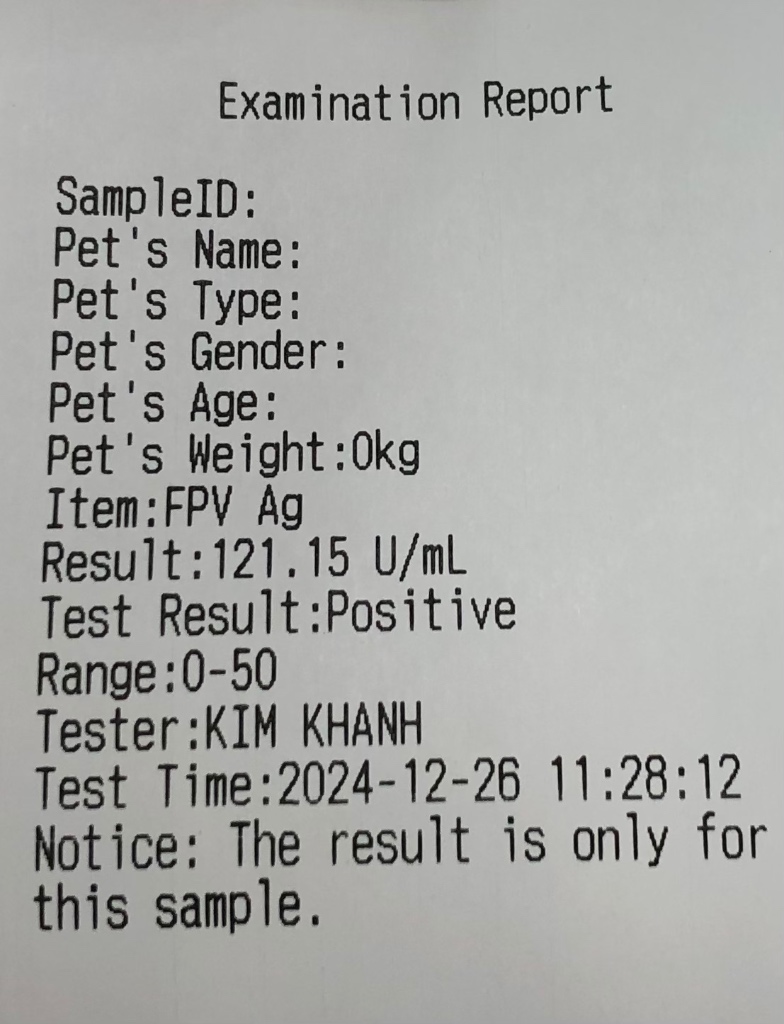 Examination Report
SampleID:
Pet's Name:
Pet's Type:
Pet's Gender:
Pet's Age:
Pet's Weight:0kg
Item:FPV Ag
Result:121.15 U/mL
Test Result:Positive
Range:0-50
Tester:KIM KHANH
Test Time:2024-12-26 11:28:12
Notice: The result is only for
this sample.